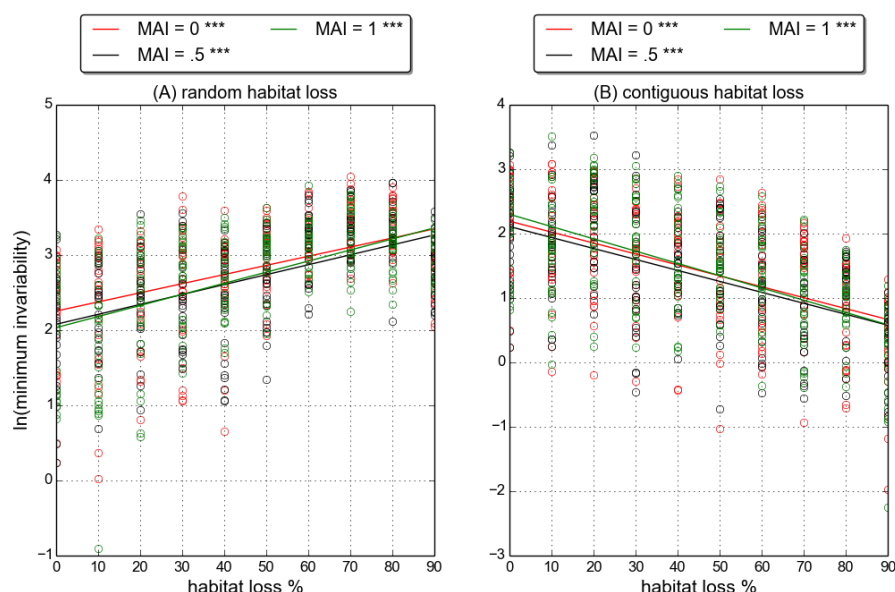 MAI = 0 ***
MAI = 1 ***
MAI = .5 ***
MAI = 0 ***
MAI = 1 ***
MAI = .5 ***
(A) random habitat loss
(B) contiguous habitat loss
ln(minimum invariability)
5
4
3
2
1
0
−1
4
3
2
1
0
−1
−2
−3
0 10 20 30 40 50 60 70 80 90
0 10 20 30 40 50 60 70 80 90
habitat loss %
habitat loss %